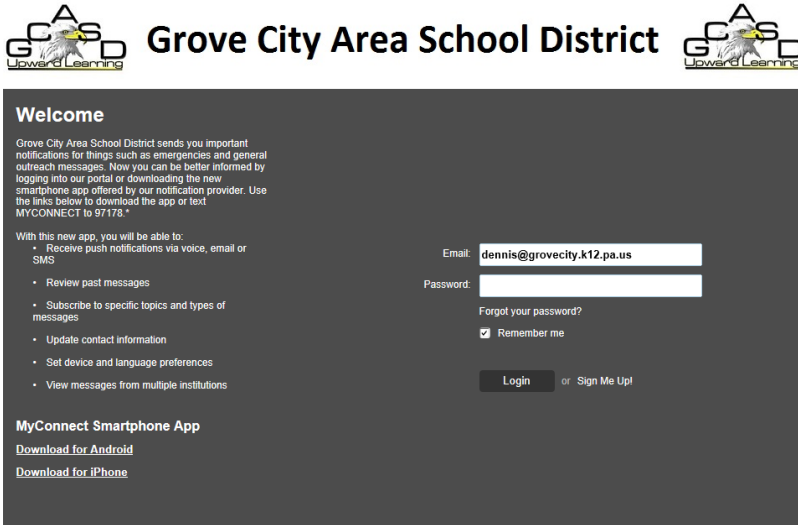 GCASD
Upward Learning
Grove City Area School District
GCASD
Upward Learning
Welcome
Grove City Area School District sends you important
notifications for things such as emergencies and general
outreach messages. Now you can be better informed by
logging into our portal or downloading the new
smartphone app offered by our notification provider. Use
the links below to download the app or text
MYCONNECT to 97178.*
With this new app, you will be able to:
• Receive push notifications via voice, email or
SMS
• Review past messages
• Subscribe to specific topics and types of
messages
• Update contact information
• Set device and language preferences
• View messages from multiple institutions
MyConnect Smartphone App
Download for Android
Download for iPhone
Email: dennis@grovecity.k12.pa.us
Password:
Forgot your password?
Remember me
Login or Sign Me Up!